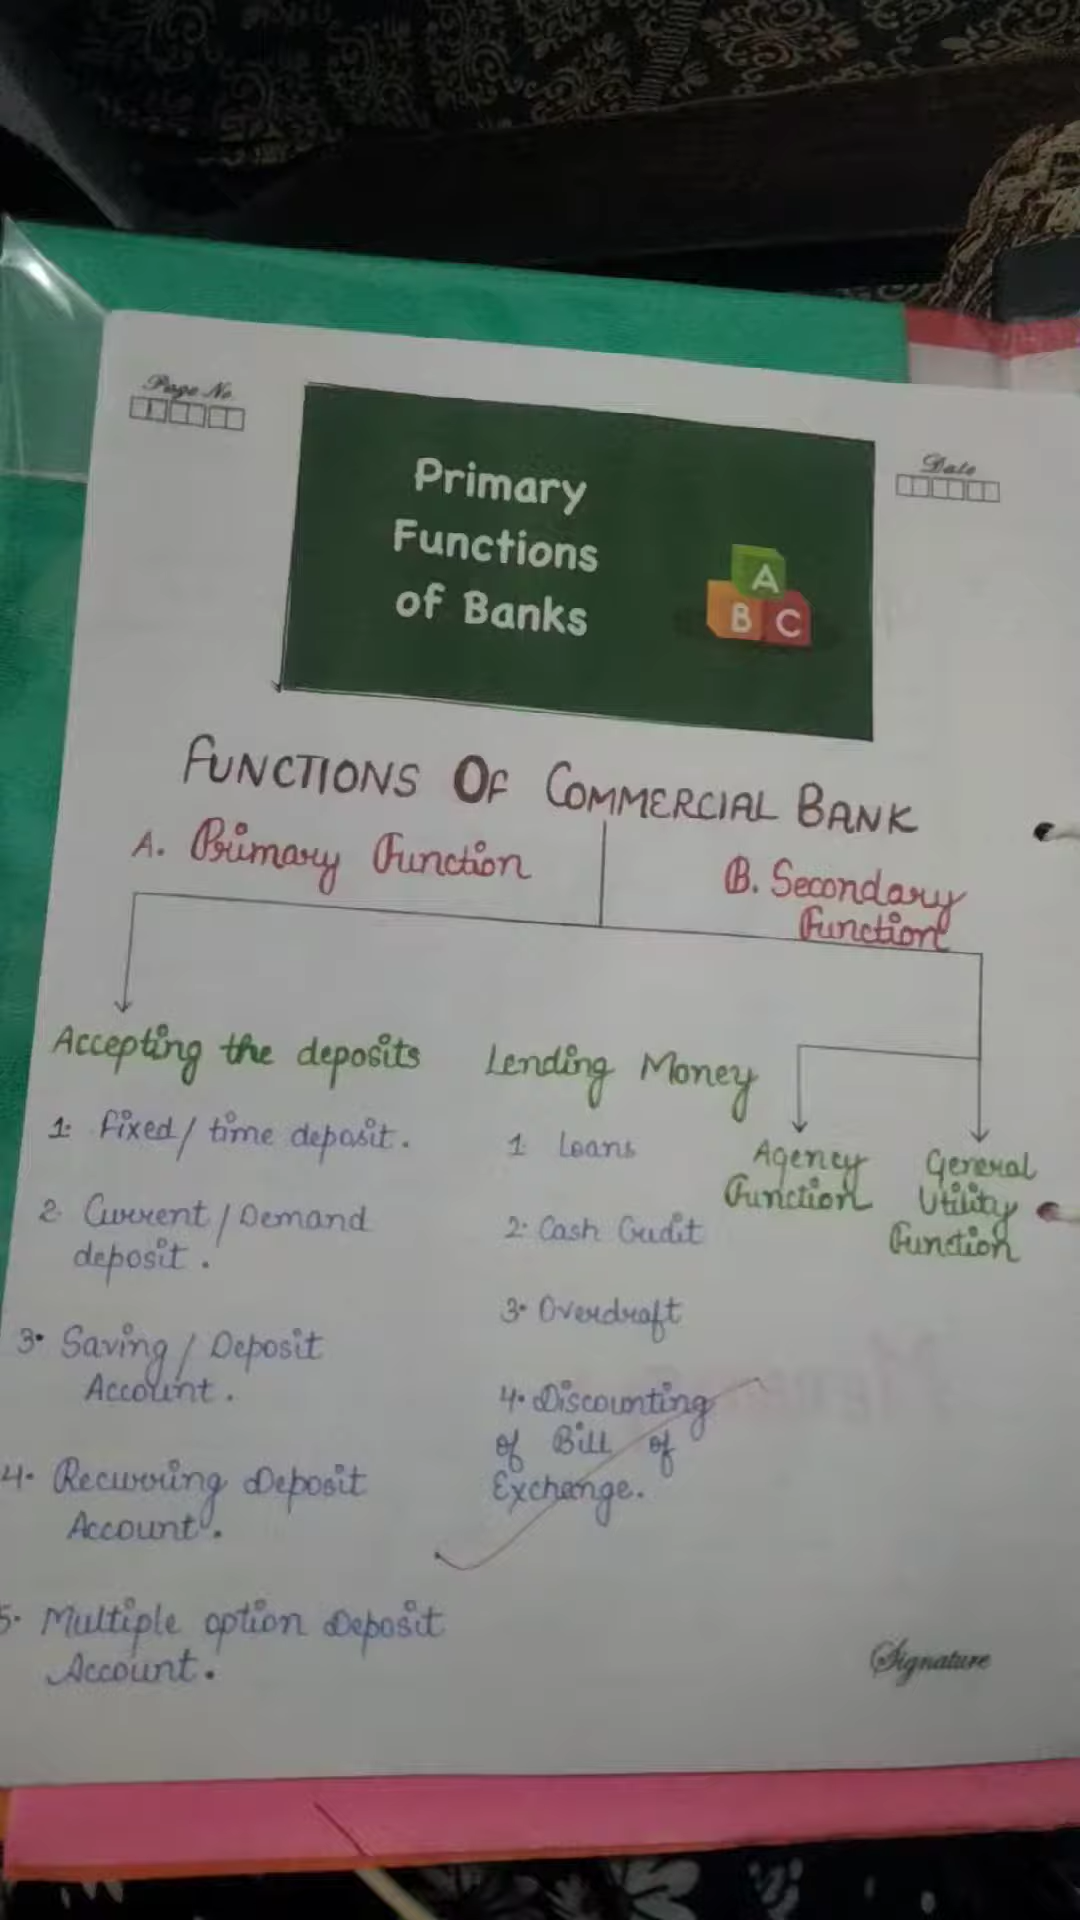 Page No.
Date
Primary
Functions
of Banks
A
B C
FUNCTIONS OF COMMERCIAL BANK
A. Primary Function
B. Secondary
Function
Accepting the deposits
1. Fixed/ time deposit.
2. Current / Demand
deposit.
3. Saving / Deposit
Account.
4. Recurring Deposit
Account.
5. Multiple option Deposit
Account.
Lending Money
1 Loans
2. Cash Credit
3. Overdraft
4. Discounting
of Bill of
Exchange.
Agency
Function
General
Utility
Function
Signature